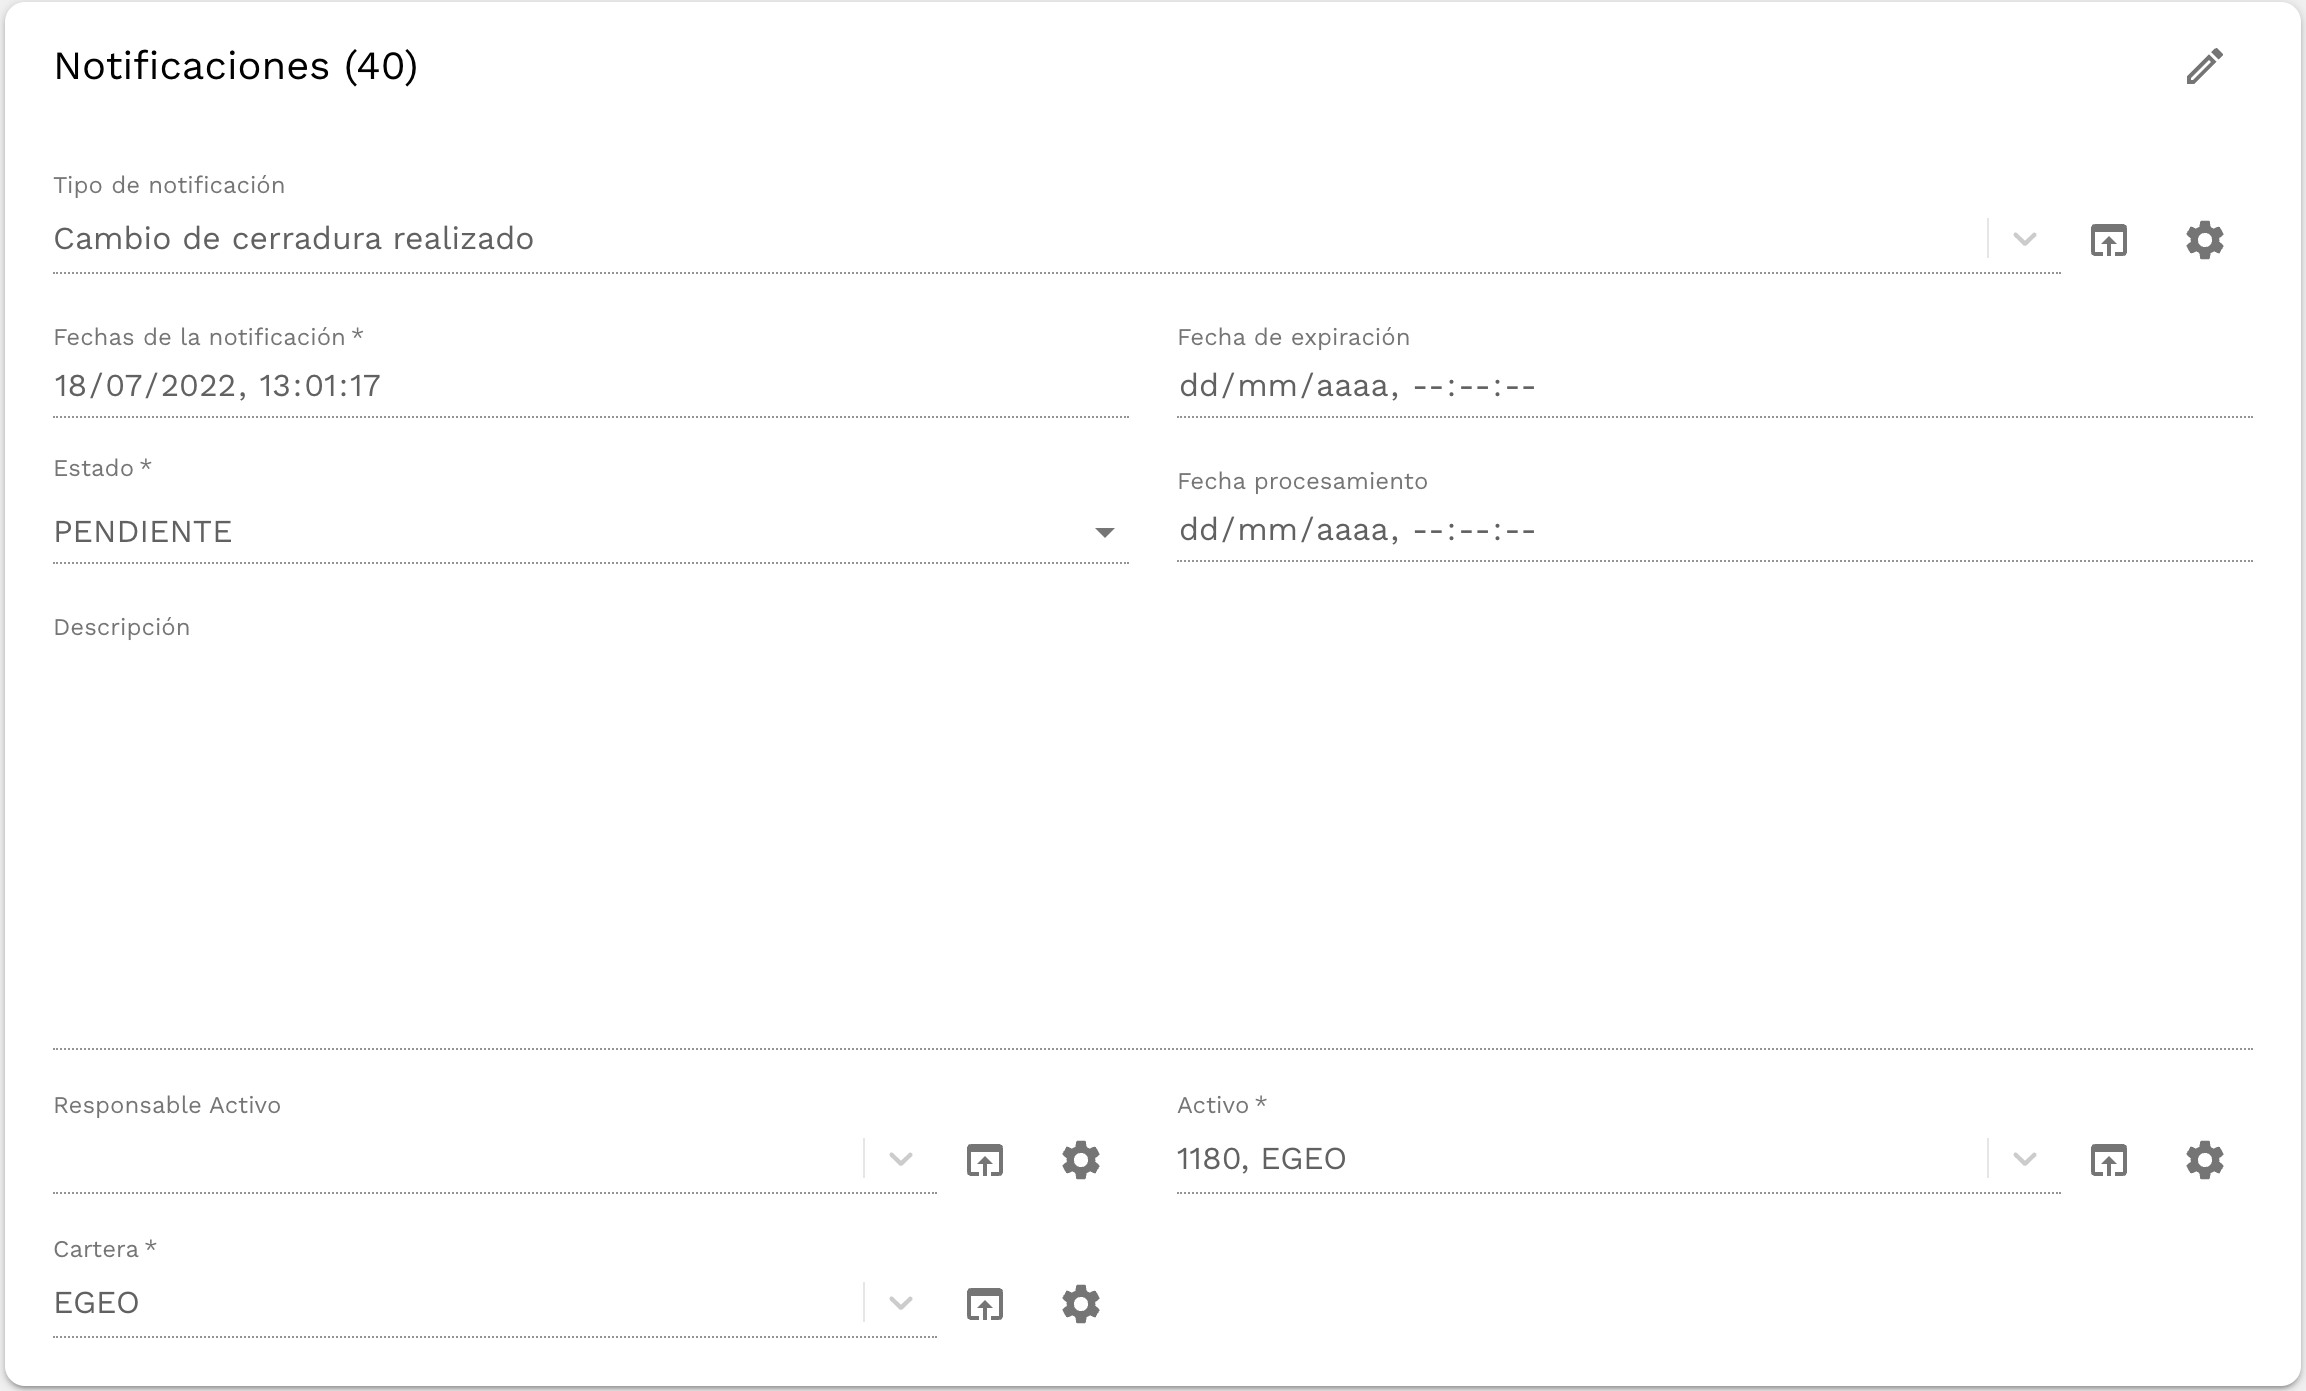 Notificaciones (40)
Tipo de notificación
Cambio de cerradura realizado
Fechas de la notificación *
18/07/2022, 13:01:17
Fecha de expiración
dd/mm/aaaa, --:--:--
Estado *
PENDIENTE
Fecha procesamiento
dd/mm/aaaa, --:--:--
Descripción
Responsable Activo
Activo *
1180, EGEO
Cartera *
EGEO